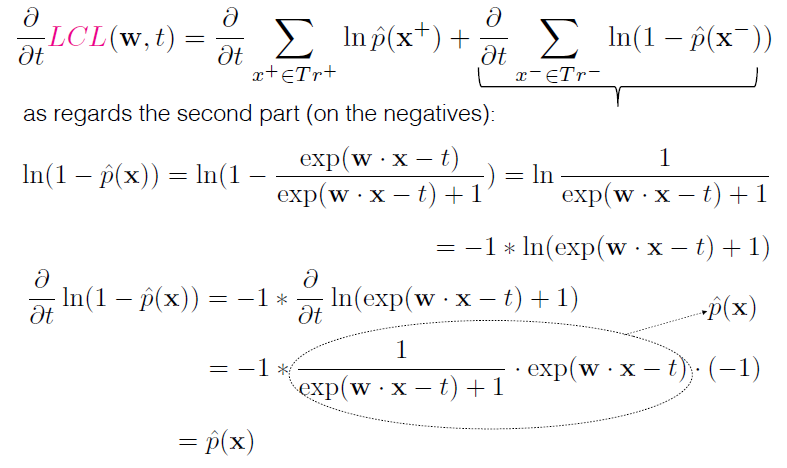 ∂/∂t LCL(w, t) = ∂/∂t ∑_{x⁺∈Tr⁺} ln p̂(x⁺) + ∂/∂t ∑_{x⁻∈Tr⁻} ln(1 − p̂(x⁻))
as regards the second part (on the negatives):
ln(1 − p̂(x)) = ln(1 − exp(w · x − t) / exp(w · x − t) + 1) = ln 1 / exp(w · x − t) + 1
= −1 ∗ ln(exp(w · x − t) + 1)
∂/∂t ln(1 − p̂(x)) = −1 ∗ ∂/∂t ln(exp(w · x − t) + 1)
p̂(x)
= −1 ∗ 1 / exp(w · x − t) + 1 · exp(w · x − t) · (−1)
= p̂(x)